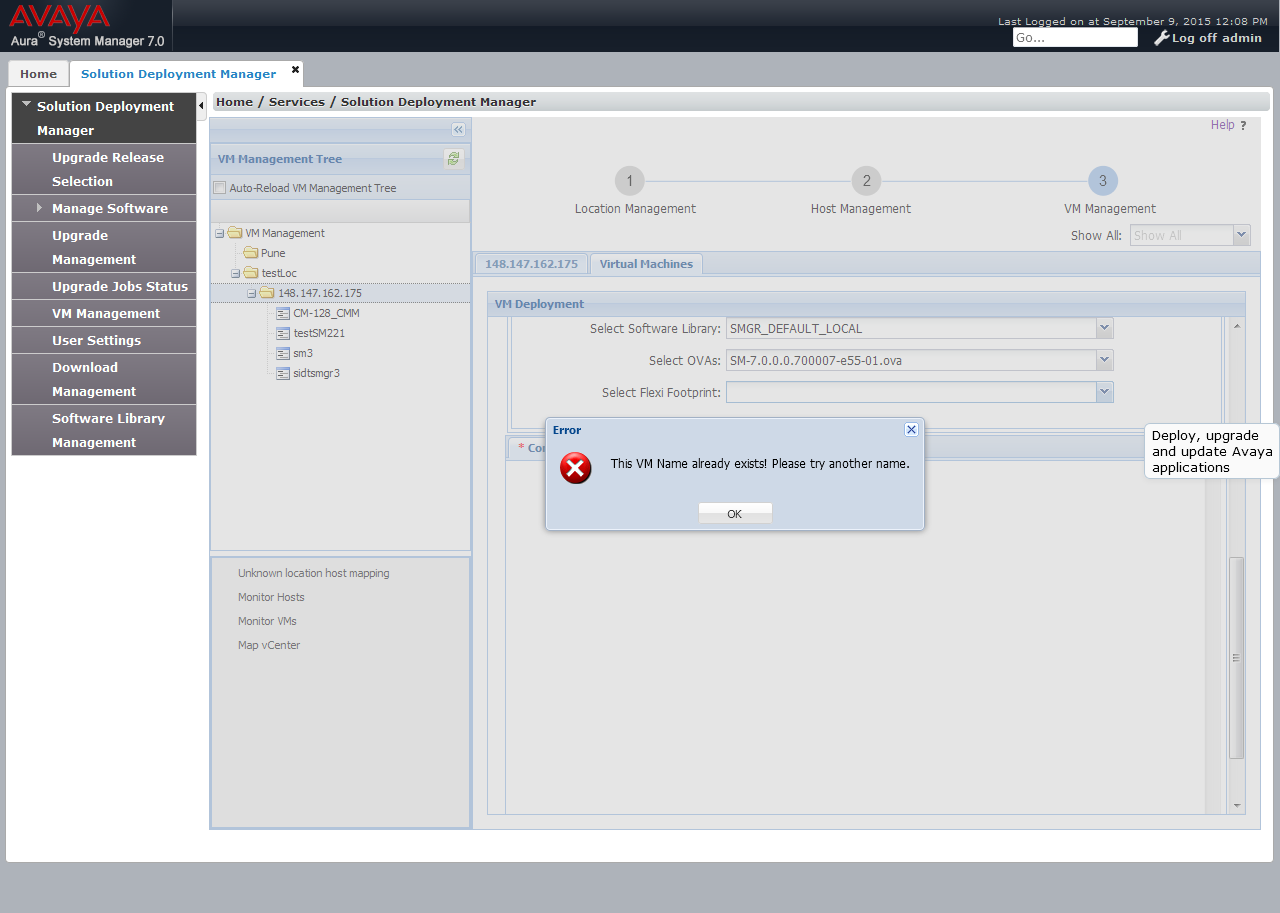 AVAYA
Aura® System Manager 7.0
Last Logged on at September 9, 2015 12:08 PM
Go...
Log off admin
Home
Solution Deployment Manager
Solution Deployment
Manager
Upgrade Release
Selection
Manage Software
Upgrade
Management
Upgrade Jobs Status
VM Management
User Settings
Download
Management
Software Library
Management
Home / Services / Solution Deployment Manager
Help ?
VM Management Tree
Auto-Reload VM Management Tree
VM Management
Pune
testLoc
148.147.162.175
CM-128_CMM
testSM221
sm3
sidtsmgr3
Unknown location host mapping
Monitor Hosts
Monitor VMs
Map vCenter
1
2
3
Location Management
Host Management
VM Management
Show All:
Show All
148.147.162.175
Virtual Machines
VM Deployment
Select Software Library:
SMGR_DEFAULT_LOCAL
Select OVAs:
SM-7.0.0.0.700007-e55-01.ova
Select Flexi Footprint:
Error
This VM Name already exists! Please try another name.
OK
Deploy, upgrade
and update Avaya
applications